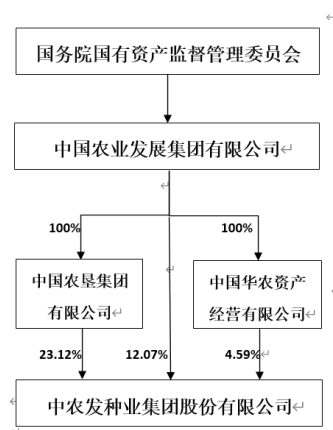 国务院国有资产监督管理委员会
中国农业发展集团有限公司
100%
100%
中国农垦集团
有限公司
中国华农资产
经营有限公司
23.12%
12.07%
4.59%
中农发种业集团股份有限公司